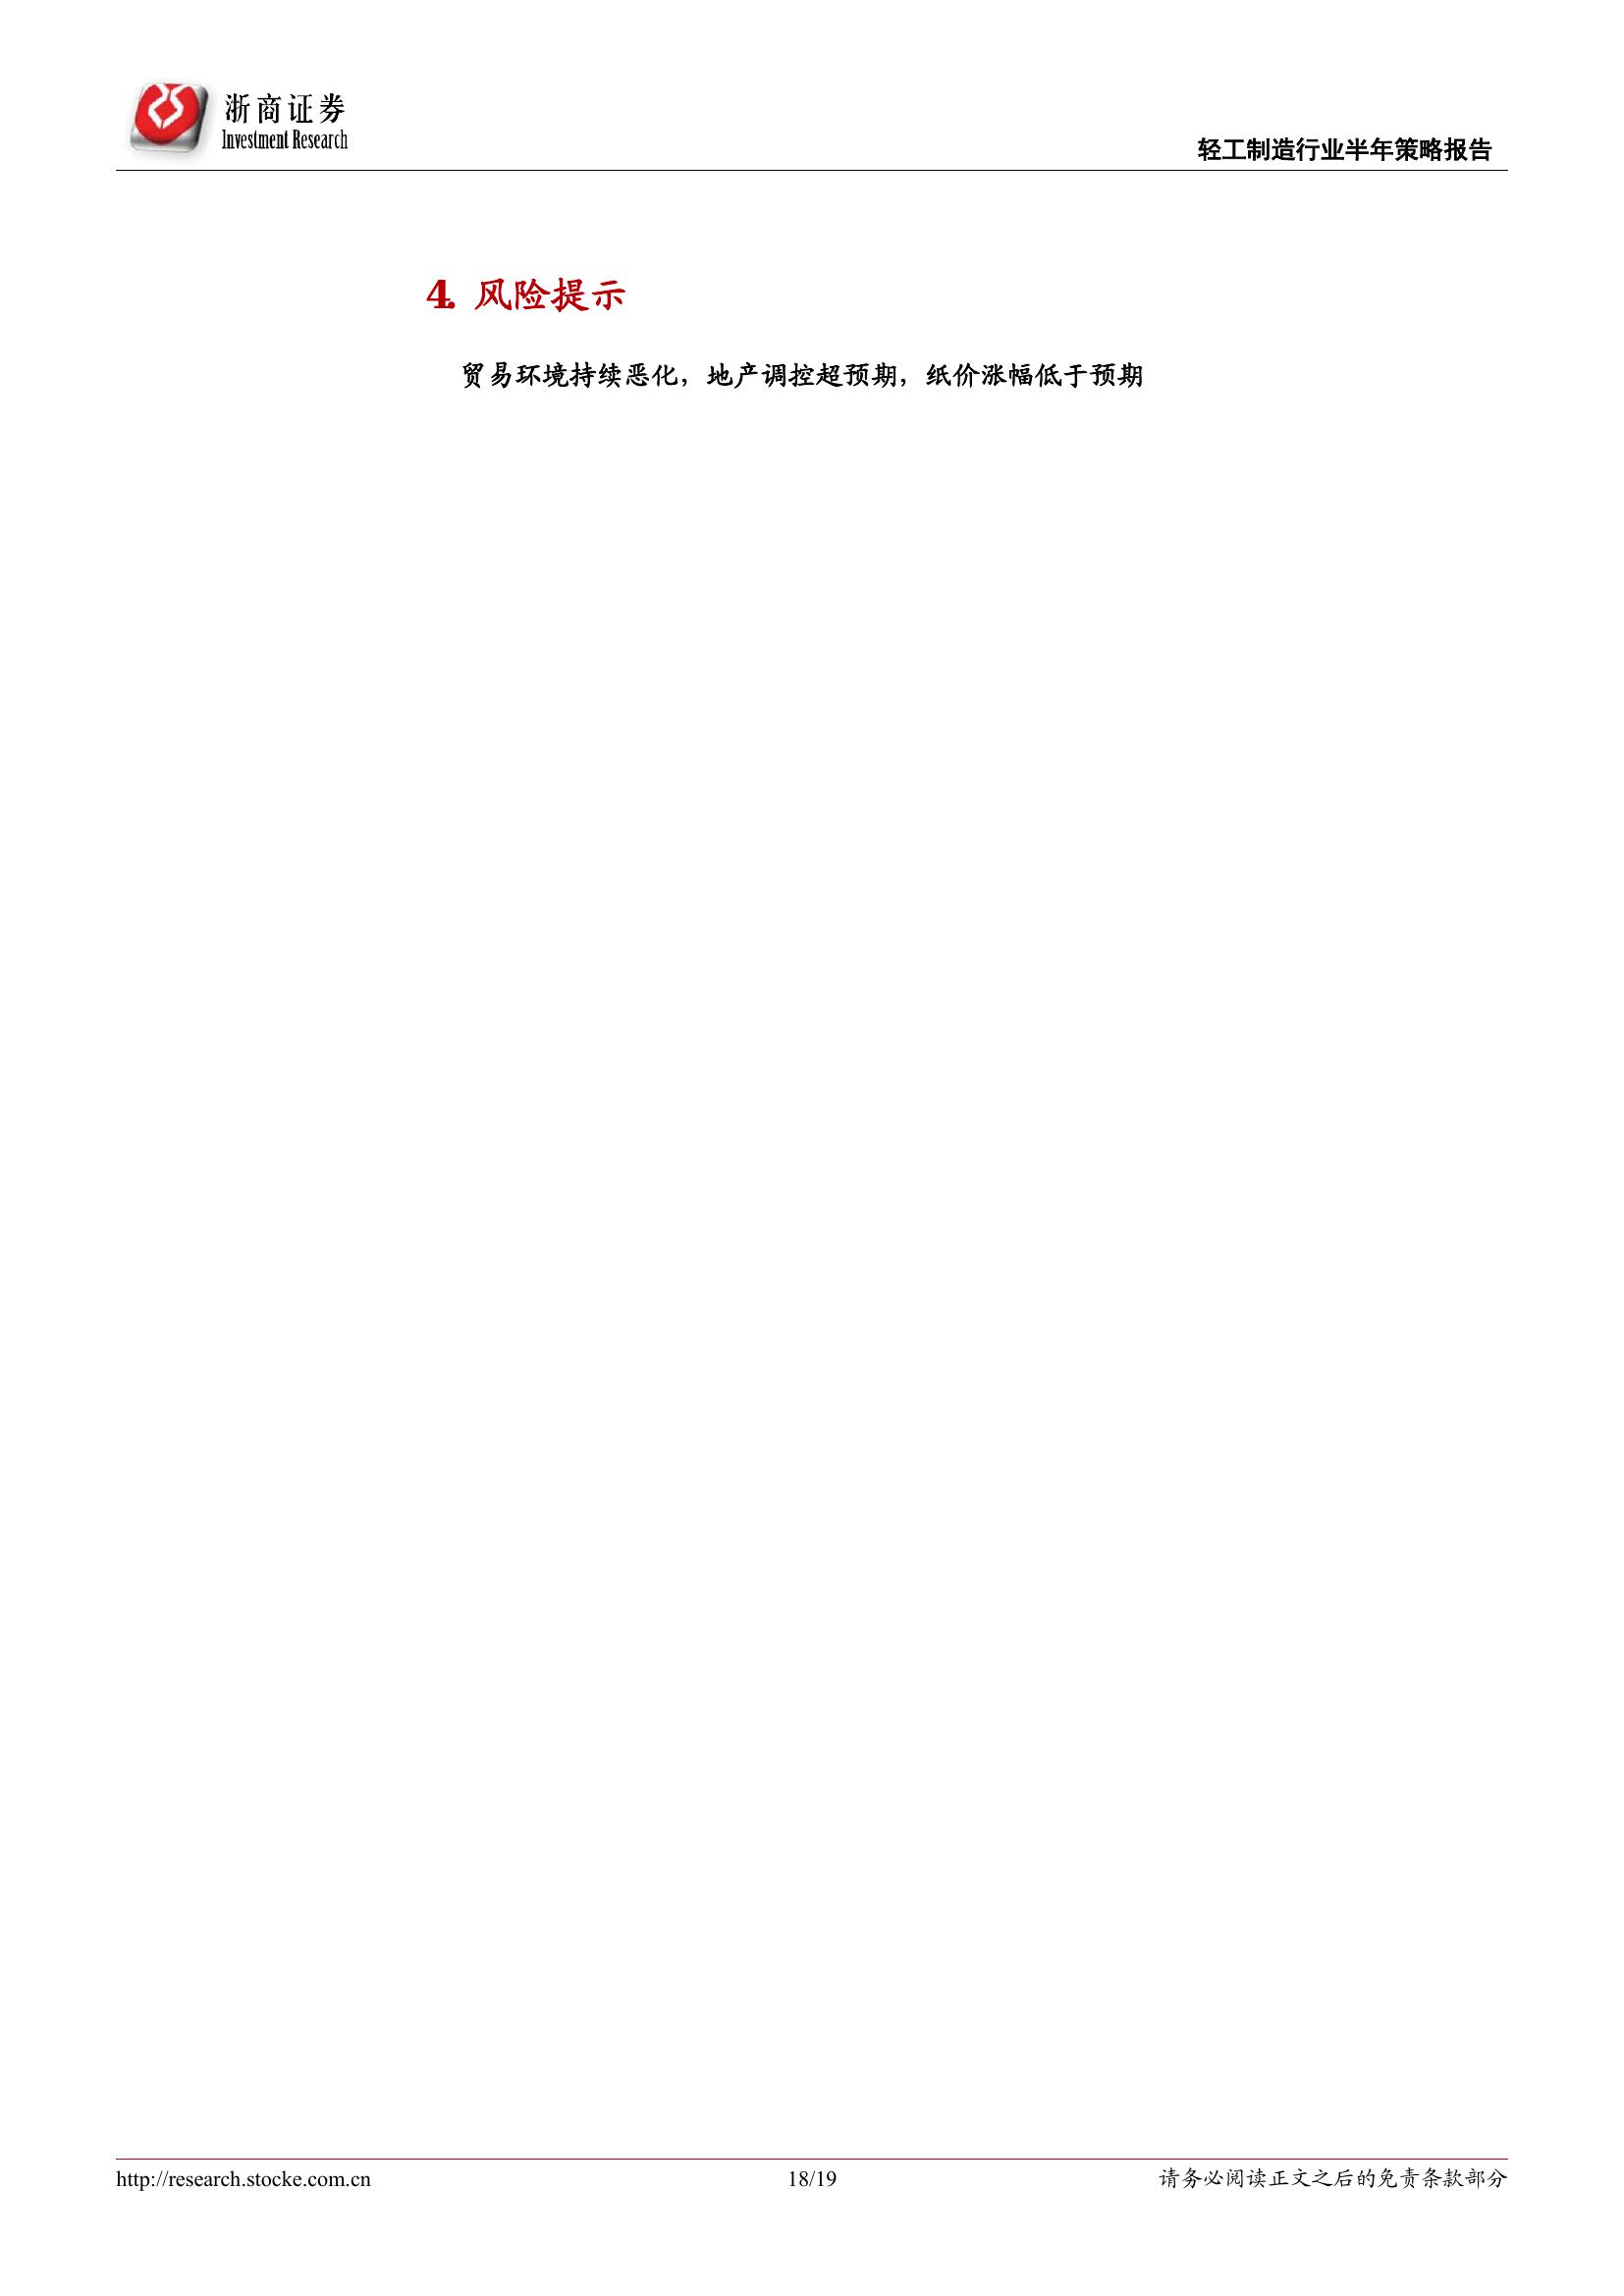 浙商证券
Investment Research
轻工制造行业半年策略报告
4. 风险提示
贸易环境持续恶化，地产调控超预期，纸价涨幅低于预期
http://research.stocke.com.cn
18/19
请务必阅读正文之后的免责条款部分